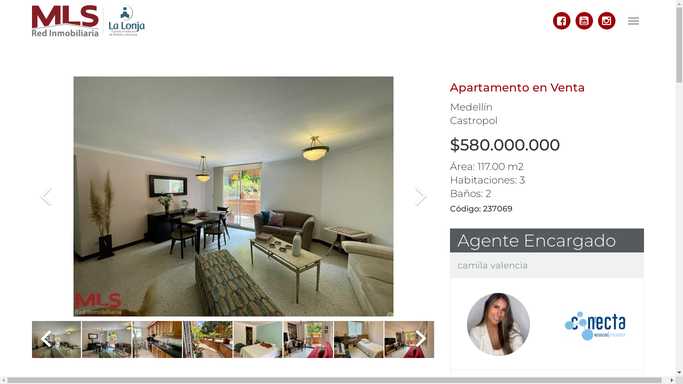 MLS
Red Inmobiliaria
La Lonja
Apartamento en Venta
Medellín
Castropol
$580.000.000
Área: 117.00 m2
Habitaciones: 3
Baños: 2
Código: 237069
MLS
Red Inmobiliaria
Agente Encargado
camila valencia
conecta